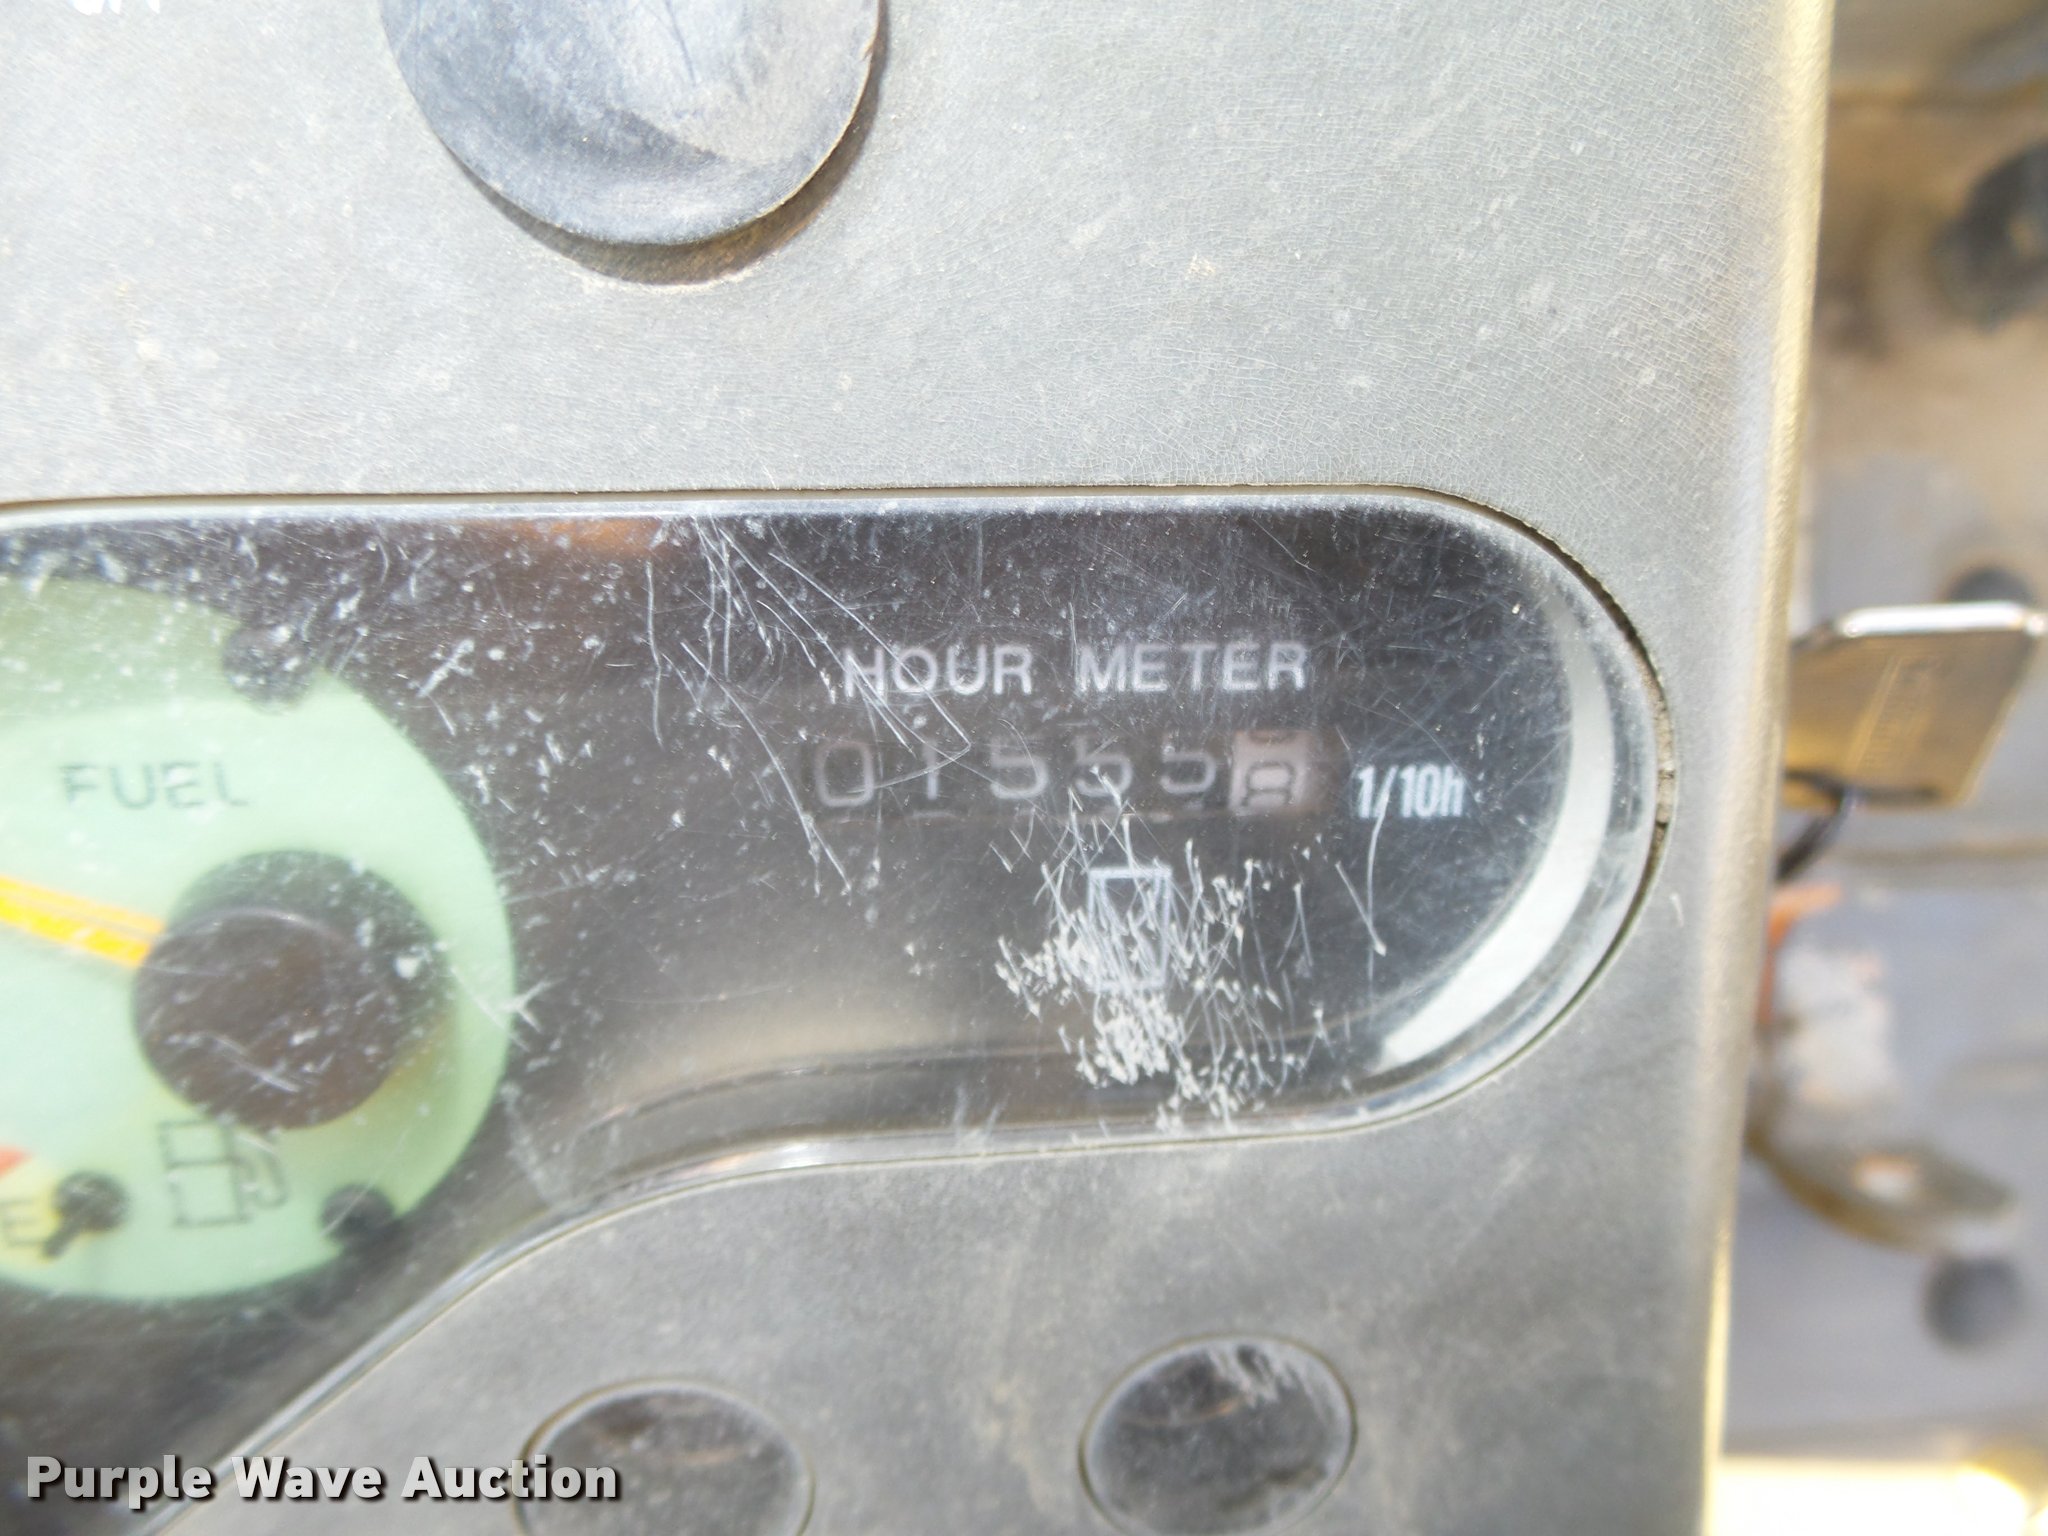 HOUR METER
01555
1/10h
FUEL
E
Purple Wave Auction